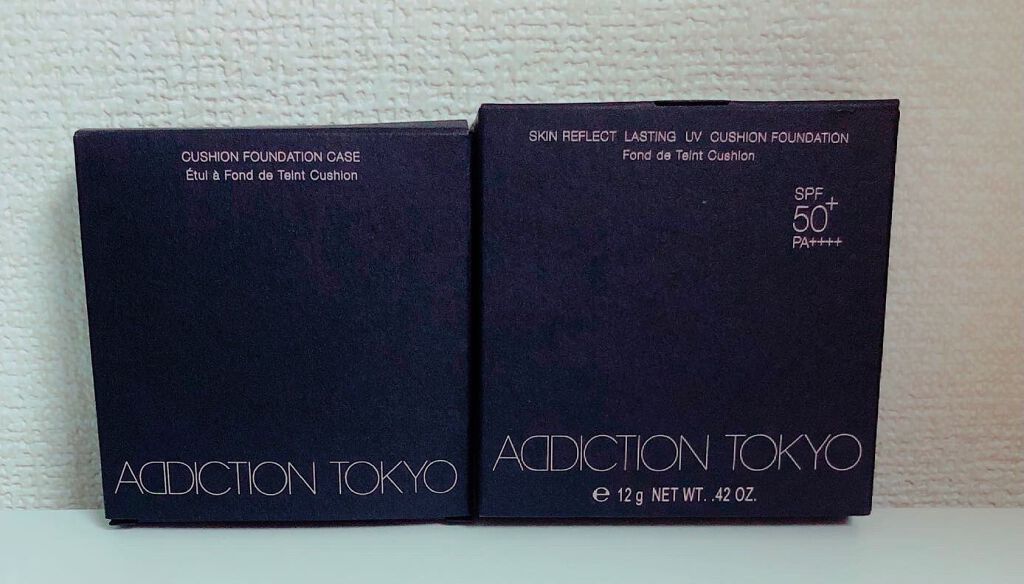 CUSHION FOUNDATION CASE
Étui à Fond de Teint Cushion
ADDICTION TOKYO
SKIN REFLECT LASTING UV CUSHION FOUNDATION
Fond de Teint Cushion
SPF
50+
PA++++
ADDICTION TOKYO
℮ 12 g NET WT. .42 OZ.